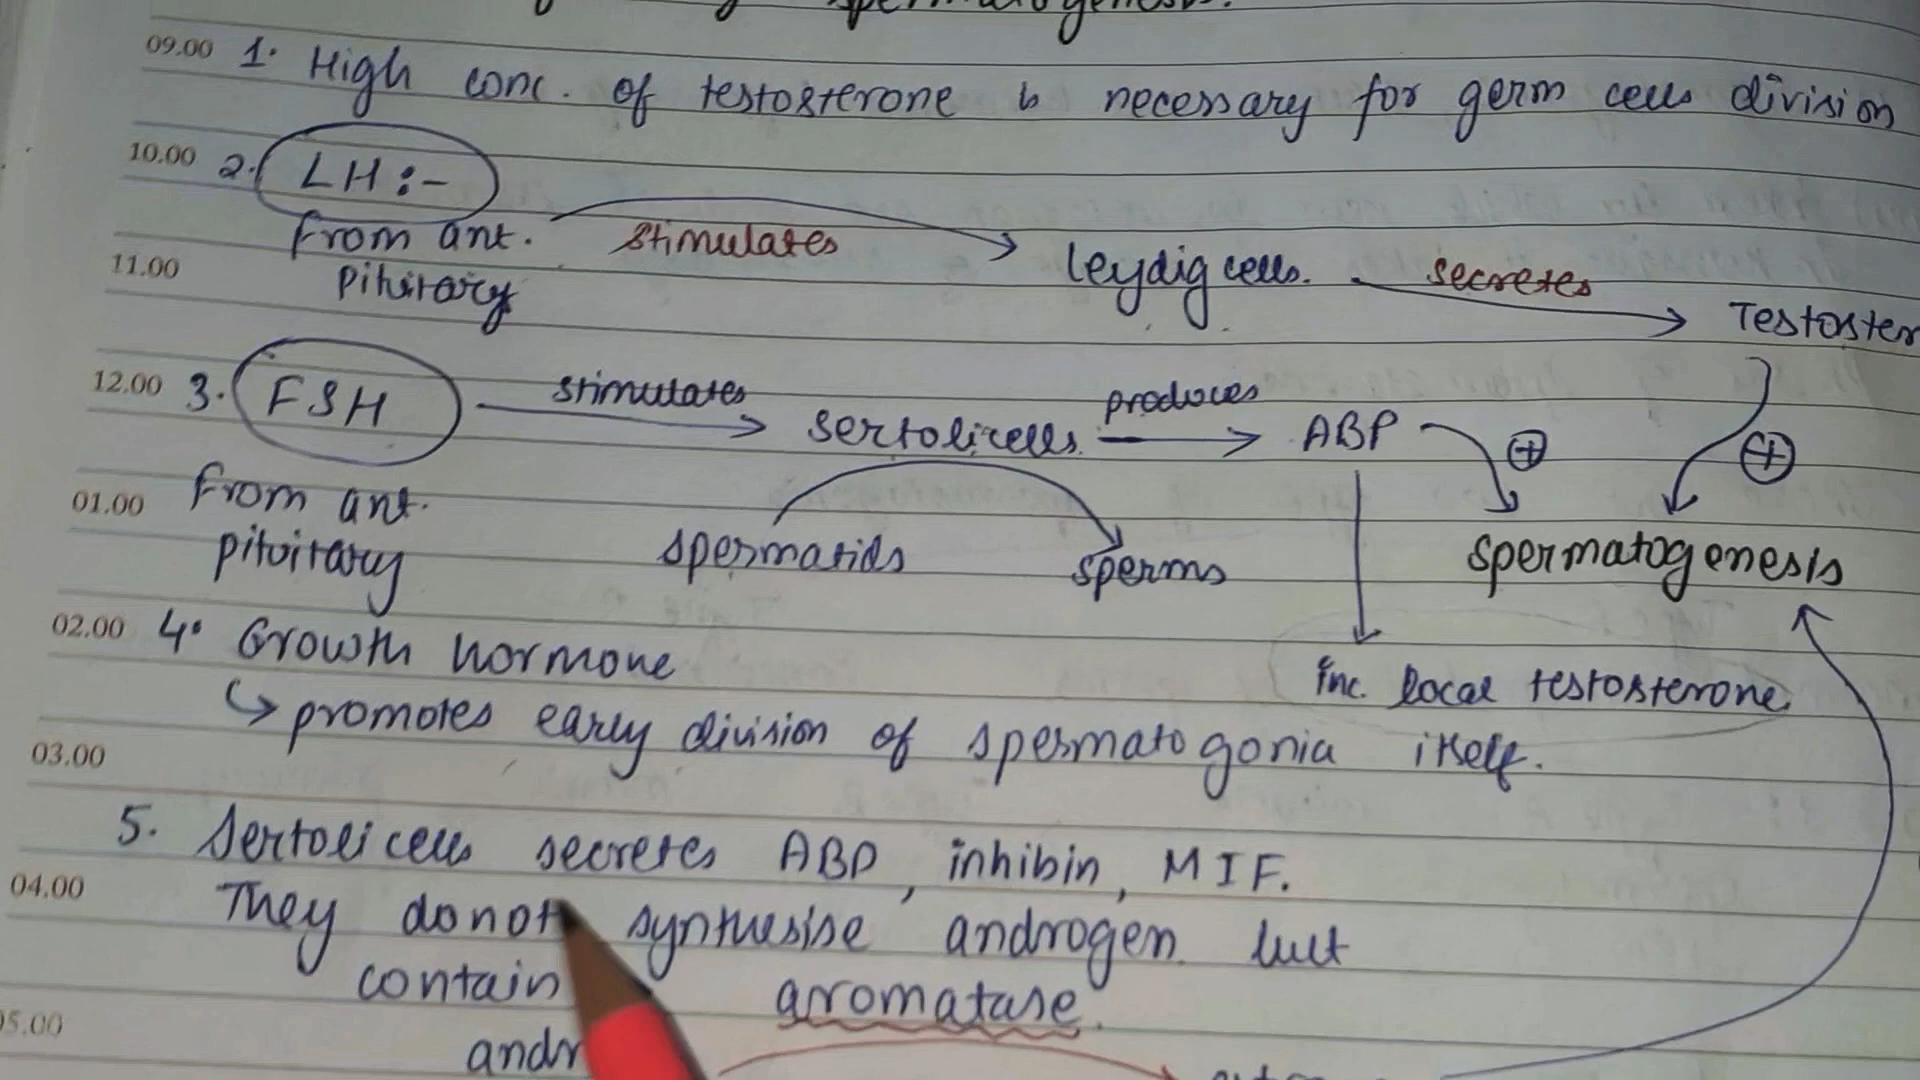 spermatogenesis.
09.00 1. High conc. of testosterone is necessary for germ cells division
10.00 2. LH :-
from ant. stimulates Leydig cells. secretes Testoster
11.00 pituitary
12.00 3. FSH stimulates sertoli cells produces ABP +
+
01.00 from ant.
pituitary spermatids sperms spermatogenesis
02.00 4. Growth hormone
inc. local testosterone
promotes early division of spermatogonia itself.
03.00
5. Sertoli cells secretes ABP, inhibin, MIF.
04.00 They do not synthesise androgen but
contain aromatase.
05.00 andr